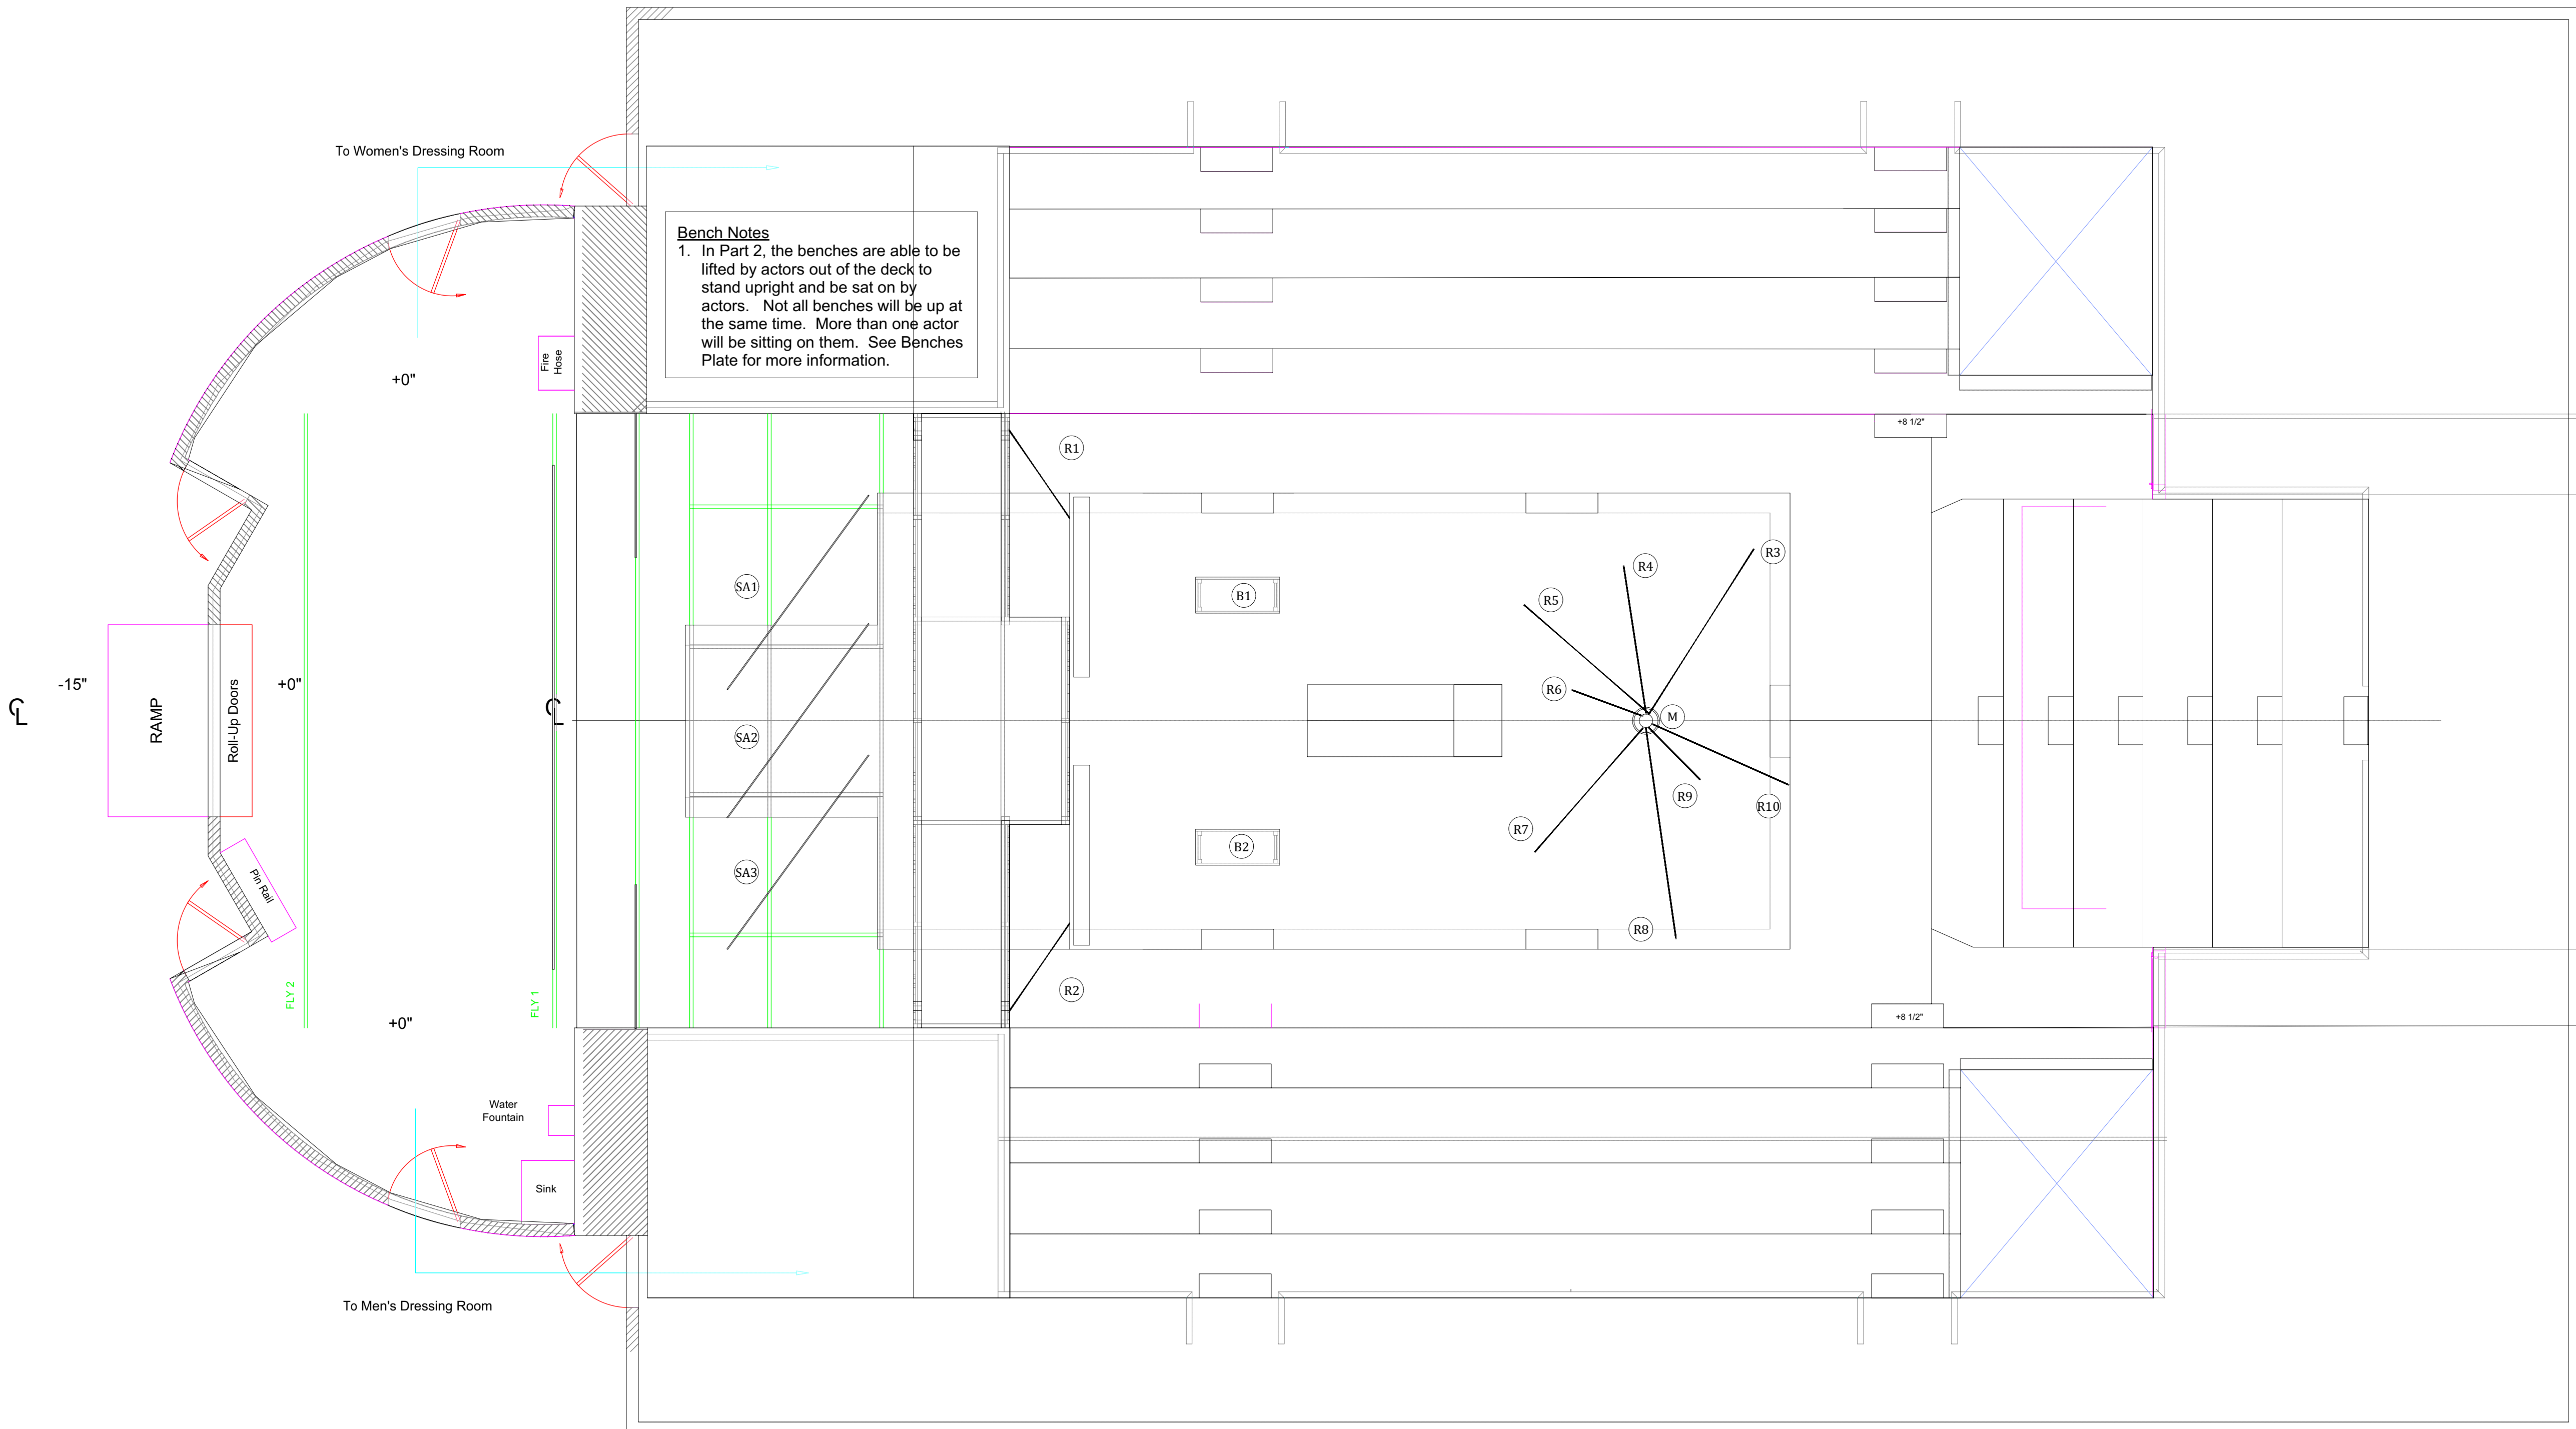 To Women's Dressing Room
Bench Notes
1. In Part 2, the benches are able to be
lifted by actors out of the deck to
stand upright and be sat on by
actors. Not all benches will be up at
the same time. More than one actor
will be sitting on them. See Benches
Plate for more information.
Fire
Hose
+0"
+8 1/2"
R1
R3
R4
R5
SA1
B1
-15"
+0"
R6
RAMP
Roll-Up Doors
CL
CL
M
SA2
R9
R10
R7
B2
SA3
Pin Rail
R8
FLY 2
FLY 1
R2
+0"
+8 1/2"
Water
Fountain
Sink
To Men's Dressing Room